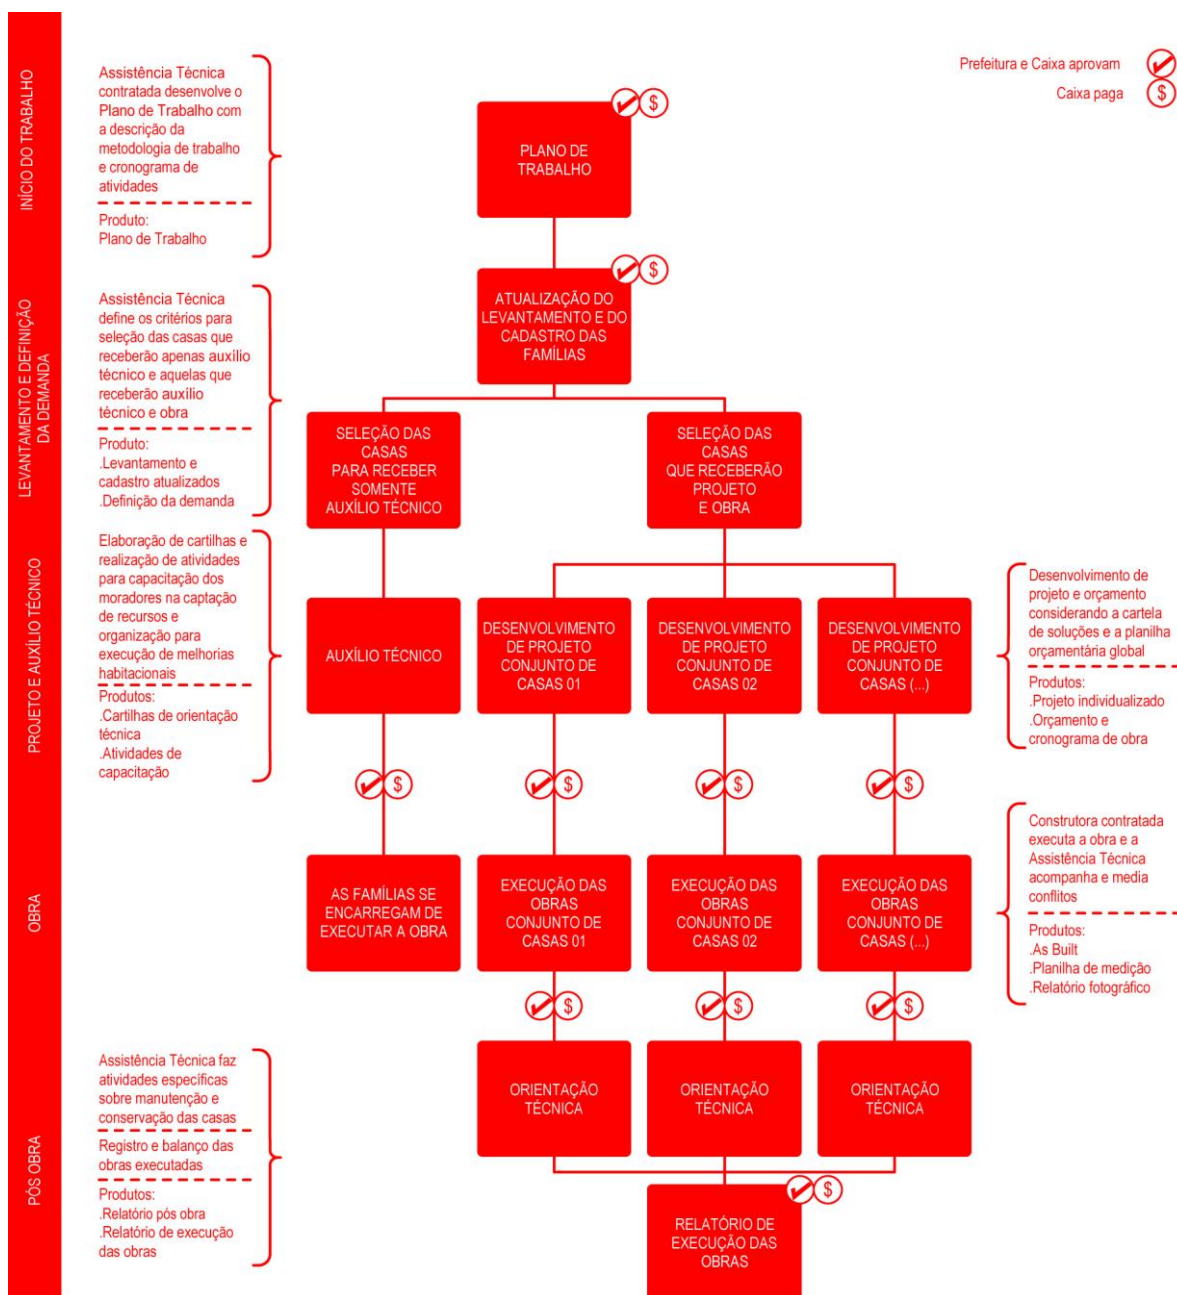 Prefeitura e Caixa aprovam
Caixa paga
$
INÍCIO DO TRABALHO
Assistência Técnica
contratada desenvolve o
Plano de Trabalho com
a descrição da
metodologia de trabalho
e cronograma de
atividades
Produto:
Plano de Trabalho
$
PLANO DE
TRABALHO
LEVANTAMENTO E DEFINIÇÃO
DA DEMANDA
Assistência Técnica
define os critérios para
seleção das casas que
receberão apenas auxílio
técnico e aquelas que
receberão auxílio
técnico e obra
Produto:
.Levantamento e
cadastro atualizados
.Definição da demanda
$
ATUALIZAÇÃO DO
LEVANTAMENTO E DO
CADASTRO DAS
FAMÍLIAS
SELEÇÃO DAS
CASAS
PARA RECEBER
SOMENTE
AUXÍLIO TÉCNICO
SELEÇÃO DAS
CASAS
QUE RECEBERÃO
PROJETO
E OBRA
PROJETO E AUXÍLIO TÉCNICO
Elaboração de cartilhas e
realização de atividades
para capacitação dos
moradores na captação
de recursos e
organização para
execução de melhorias
habitacionais
Produtos:
.Cartilhas de orientação
técnica
.Atividades de
capacitação
AUXÍLIO TÉCNICO
DESENVOLVIMENTO
DE PROJETO
CONJUNTO DE
CASAS 01
DESENVOLVIMENTO
DE PROJETO
CONJUNTO DE
CASAS 02
DESENVOLVIMENTO
DE PROJETO
CONJUNTO DE
CASAS (...)
Desenvolvimento de
projeto e orçamento
considerando a cartela
de soluções e a planilha
orçamentária global
Produtos:
.Projeto individualizado
.Orçamento e
cronograma de obra
$
$
$
$
OBRA
AS FAMÍLIAS SE
ENCARREGAM DE
EXECUTAR A OBRA
EXECUÇÃO DAS
OBRAS
CONJUNTO DE
CASAS 01
EXECUÇÃO DAS
OBRAS
CONJUNTO DE
CASAS 02
EXECUÇÃO DAS
OBRAS
CONJUNTO DE
CASAS (...)
Construtora contratada
executa a obra e a
Assistência Técnica
acompanha e media
conflitos
Produtos:
.As Built
.Planilha de medição
.Relatório fotográfico
$
$
$
PÓS OBRA
Assistência Técnica faz
atividades específicas
sobre manutenção e
conservação das casas
Registro e balanço das
obras executadas
Produtos:
.Relatório pós obra
.Relatório de execução
das obras
ORIENTAÇÃO
TÉCNICA
ORIENTAÇÃO
TÉCNICA
ORIENTAÇÃO
TÉCNICA
$
RELATÓRIO DE
EXECUÇÃO DAS
OBRAS